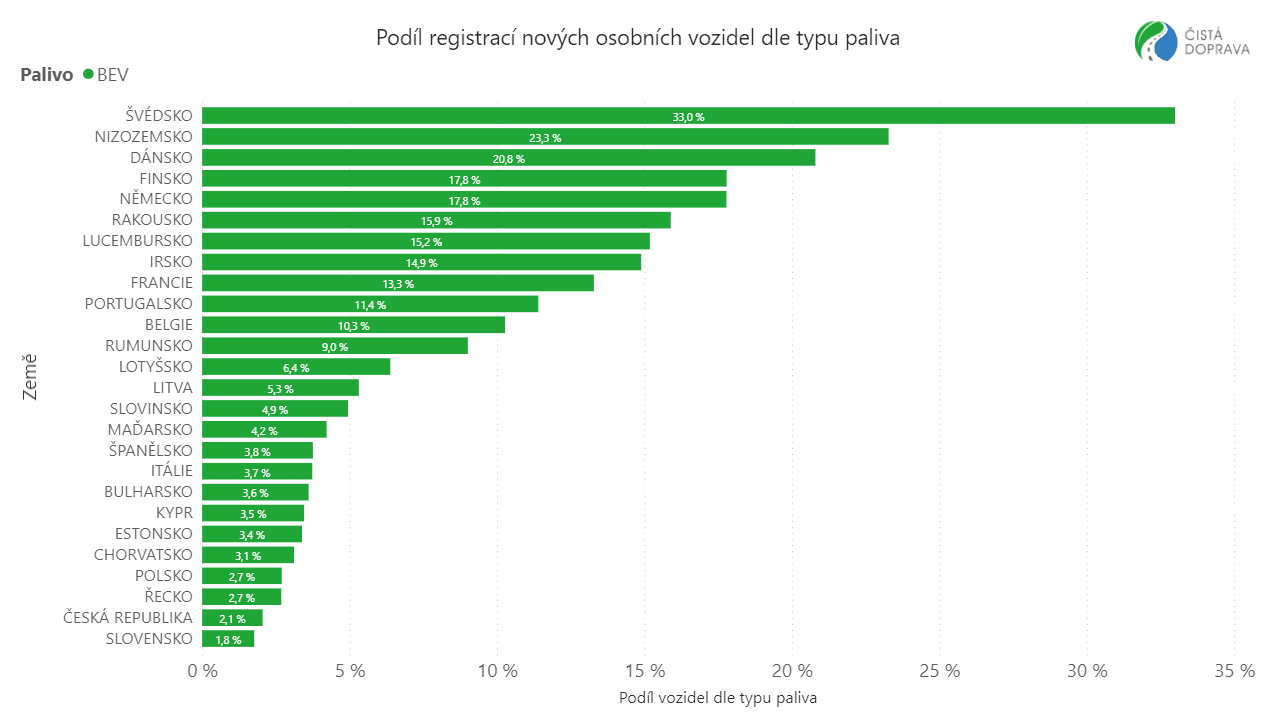 Podíl registrací nových osobních vozidel dle typu paliva
ČISTÁ
DOPRAVA
Palivo BEV
ŠVÉDSKO 33,0 %
NIZOZEMSKO 23,3 %
DÁNSKO 20,8 %
FINSKO 17,8 %
NĚMECKO 17,8 %
RAKOUSKO 15,9 %
LUCEMBURSKO 15,2 %
IRSKO 14,9 %
FRANCIE 13,3 %
PORTUGALSKO 11,4 %
BELGIE 10,3 %
RUMUNSKO 9,0 %
LOTYŠSKO 6,4 %
LITVA 5,3 %
SLOVINSKO 4,9 %
MAĎARSKO 4,2 %
ŠPANĚLSKO 3,8 %
ITÁLIE 3,7 %
BULHARSKO 3,6 %
KYPR 3,5 %
ESTONSKO 3,4 %
CHORVATSKO 3,1 %
POLSKO 2,7 %
ŘECKO 2,7 %
ČESKÁ REPUBLIKA 2,1 %
SLOVENSKO 1,8 %
Země
0 % 5 % 10 % 15 % 20 % 25 % 30 % 35 %
Podíl vozidel dle typu paliva